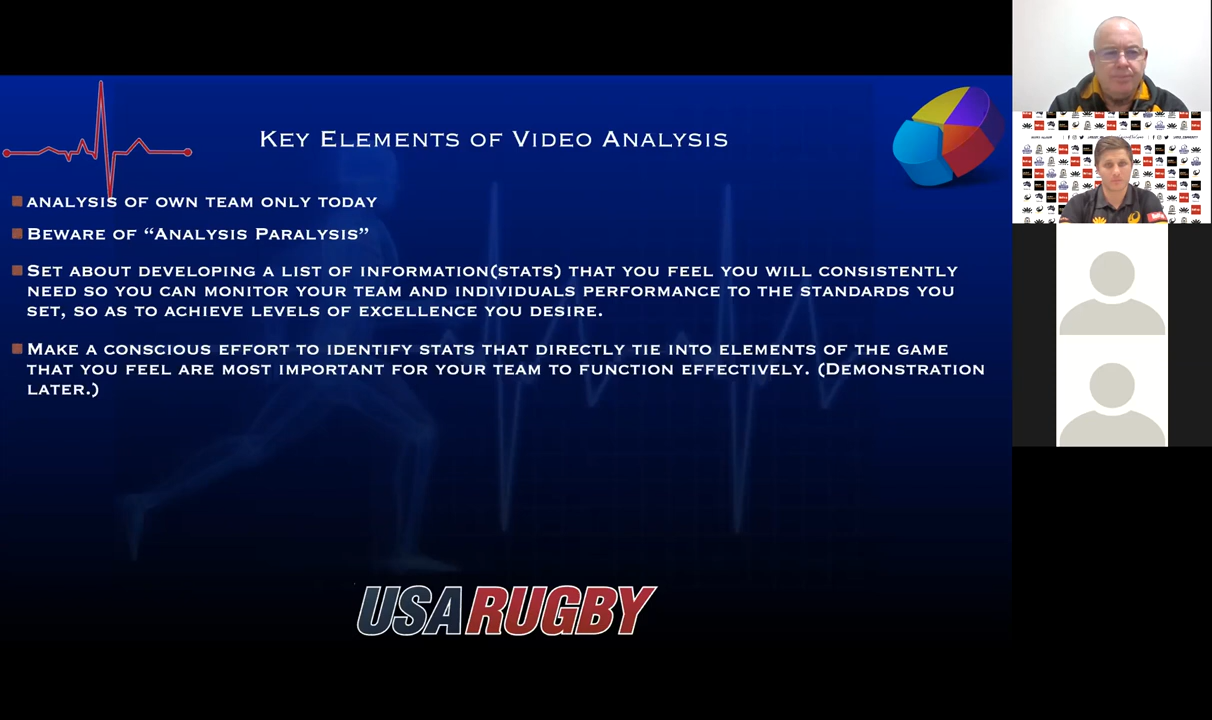 Key Elements of Video Analysis
analysis of own team only today
Beware of “Analysis Paralysis”
Set about developing a list of information(stats) that you feel you will consistently
need so you can monitor your team and individuals performance to the standards you
set, so as to achieve levels of excellence you desire.
Make a conscious effort to identify stats that directly tie into elements of the game
that you feel are most important for your team to function effectively. (Demonstration
later.)
USA RUGBY